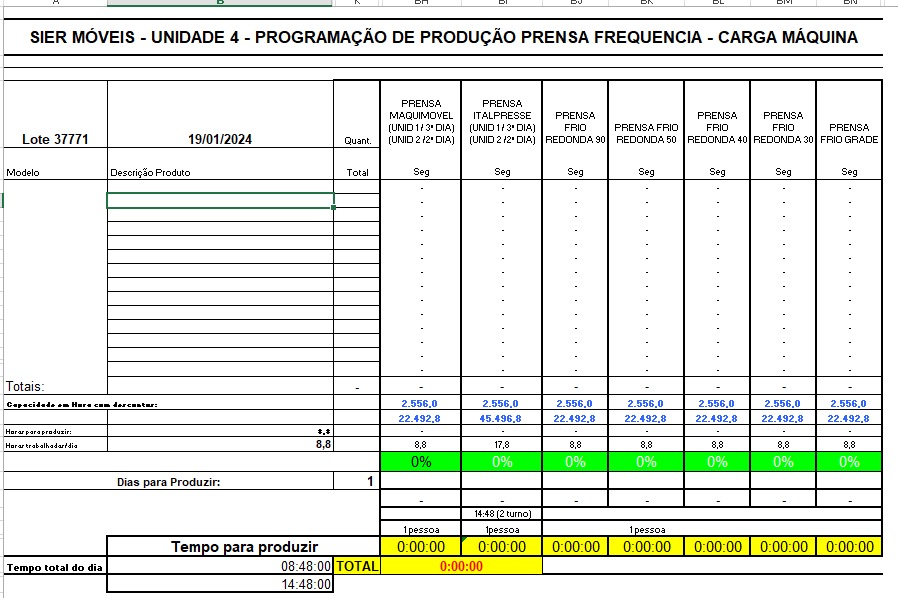 A B K BH BI BJ BK BL BM BN
SIER MÓVEIS - UNIDADE 4 - PROGRAMAÇÃO DE PRODUÇÃO PRENSA FREQUENCIA - CARGA MÁQUINA
Lote 37771 19/01/2024 Quant. PRENSA MAQUIMOVEL (UNID 1 / 3ª DIA) (UNID 2 / 2ª DIA) PRENSA ITALPRESSE (UNID 1 / 3ª DIA) (UNID 2 / 2ª DIA) PRENSA FRIO REDONDA 90 PRENSA FRIO REDONDA 50 PRENSA FRIO REDONDA 40 PRENSA FRIO REDONDA 30 PRENSA FRIO GRADE
Modelo Descrição Produto Total Seg Seg Seg Seg Seg Seg Seg
- - - - - - -
- - - - - - -
- - - - - - -
- - - - - - -
- - - - - - -
- - - - - - -
- - - - - - -
- - - - - - -
- - - - - - -
- - - - - - -
- - - - - - -
- - - - - - -
- - - - - - -
- - - - - - -
Totais: - - - - - - - -
Capacidade em Hora com descontar: 2.556,0 2.556,0 2.556,0 2.556,0 2.556,0 2.556,0 2.556,0
22.492,8 45.496,8 22.492,8 22.492,8 22.492,8 22.492,8 22.492,8
Horas para produzir: 8,8 - - - - - - -
Horas trabalhadas/dia 8,8 8,8 17,8 8,8 8,8 8,8 8,8 8,8
0% 0% 0% 0% 0% 0% 0%
Dias para Produzir: 1
- - - - - - -
14:48 (2 turno)
1 pessoa 1 pessoa 1 pessoa
Tempo para produzir 0:00:00 0:00:00 0:00:00 0:00:00 0:00:00 0:00:00 0:00:00
Tempo total do dia 08:48:00 TOTAL 0:00:00
14:48:00